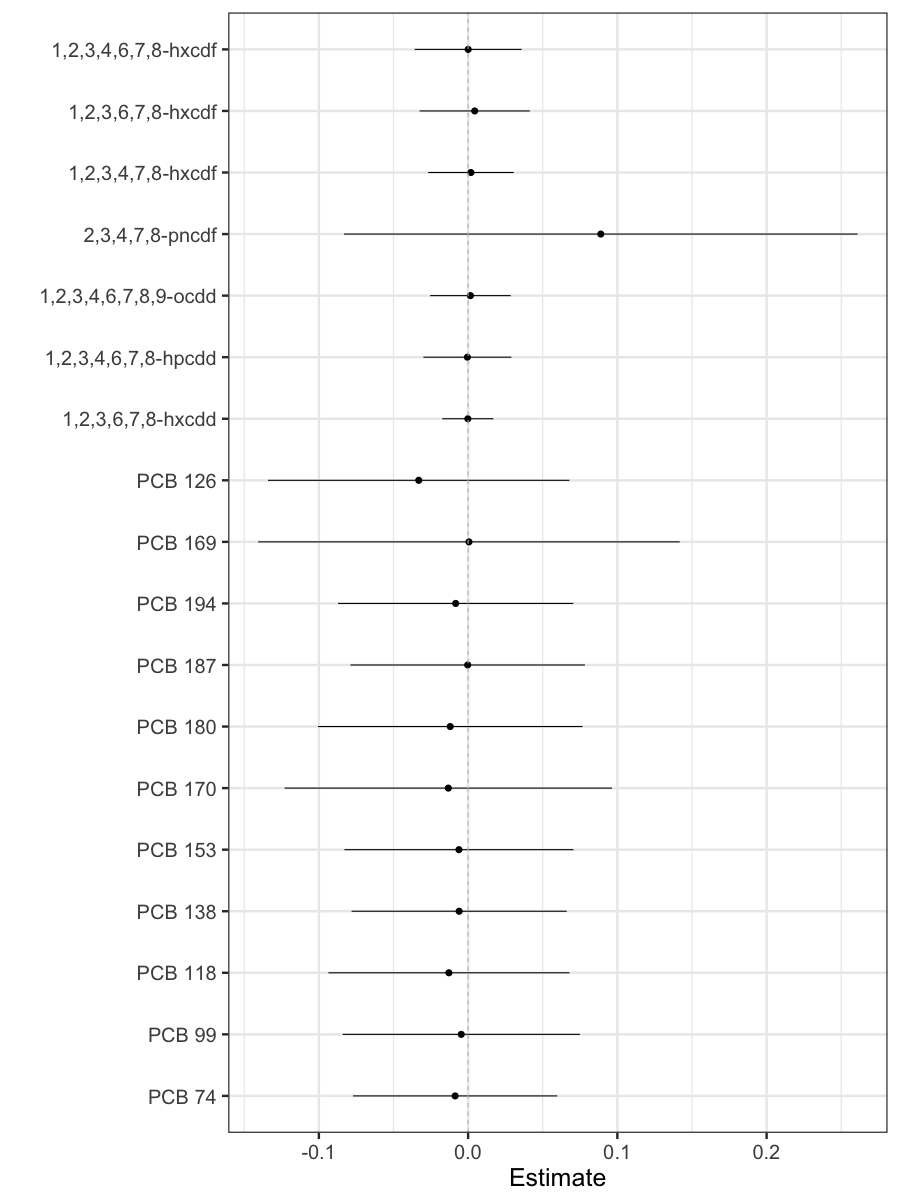 1,2,3,4,6,7,8-hxcdf
1,2,3,6,7,8-hxcdf
1,2,3,4,7,8-hxcdf
2,3,4,7,8-pncdf
1,2,3,4,6,7,8,9-ocdd
1,2,3,4,6,7,8-hpcdd
1,2,3,6,7,8-hxcdd
PCB 126
PCB 169
PCB 194
PCB 187
PCB 180
PCB 170
PCB 153
PCB 138
PCB 118
PCB 99
PCB 74
-0.1 0.0 0.1 0.2
Estimate